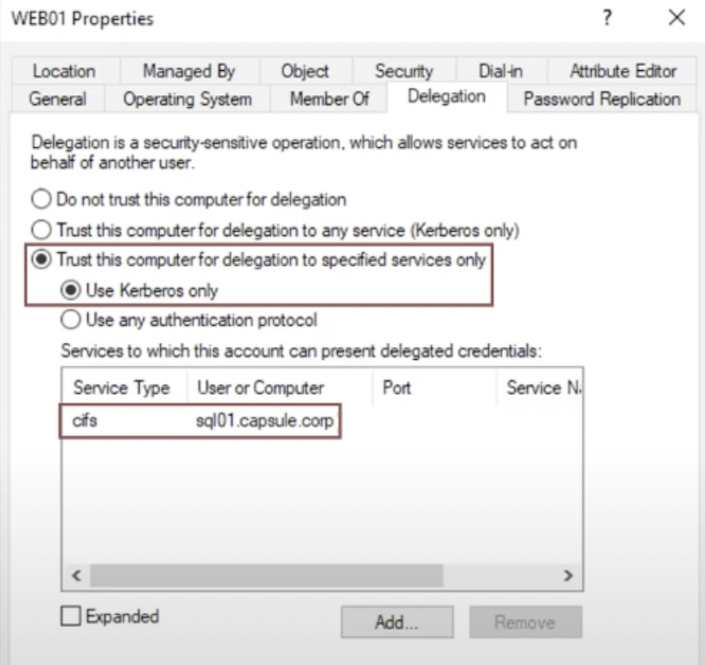 WEB01 Properties
? X
Location Managed By Object Security Dial-in Attribute Editor
General Operating System Member Of Delegation Password Replication
Delegation is a security-sensitive operation, which allows services to act on
behalf of another user.
Do not trust this computer for delegation
Trust this computer for delegation to any service (Kerberos only)
Trust this computer for delegation to specified services only
Use Kerberos only
Use any authentication protocol
Services to which this account can present delegated credentials:
Service Type User or Computer Port Service N
cifs sql01.capsule.corp
Expanded Add... Remove